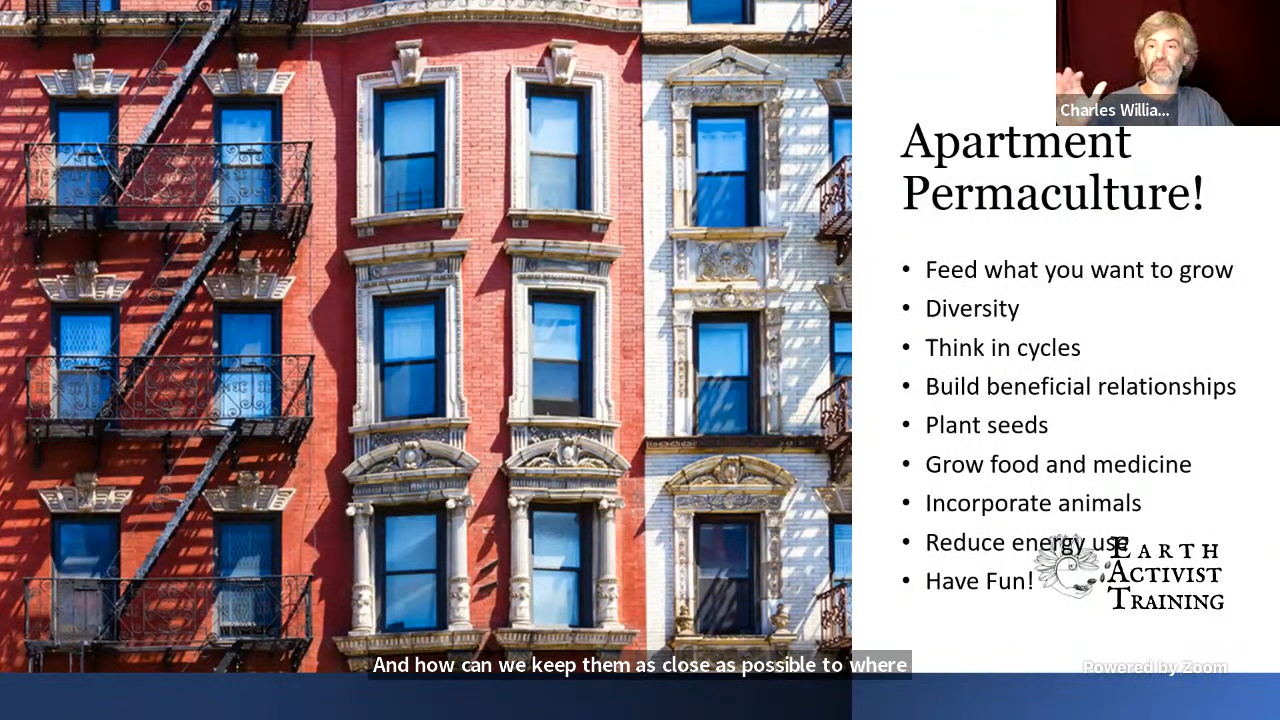 Charles Willia...
Apartment
Permaculture!
• Feed what you want to grow
• Diversity
• Think in cycles
• Build beneficial relationships
• Plant seeds
• Grow food and medicine
• Incorporate animals
• Reduce energy use
• Have Fun!
EARTH
ACTIVIST
TRAINING
And how can we keep them as close as possible to where
Powered by Zoom